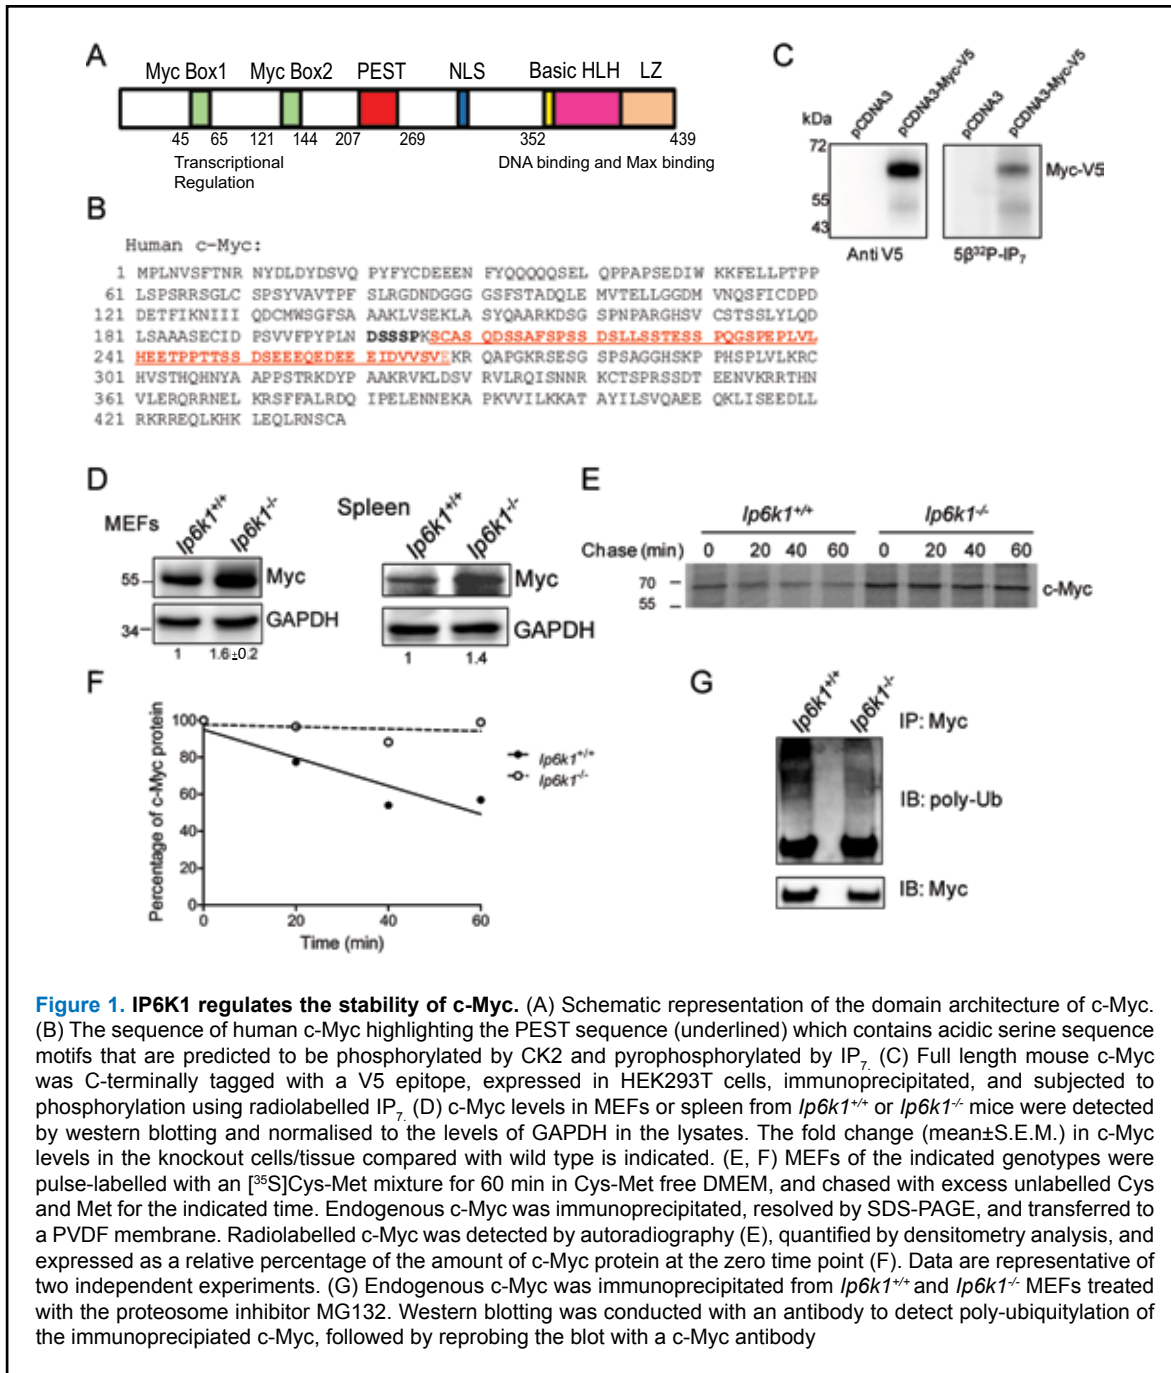 A
Myc Box1 Myc Box2 PEST NLS Basic HLH LZ
45 65 121 144 207 269 352 439
Transcriptional
Regulation
DNA binding and Max binding
B
Human c-Myc:
1 MPLNVSFTNR NYDLDYDSVQ PYFYCDEEEN FYQQQQQSEL QPPAPSEDIW KKFELLPTPP
61 LSPSRRSGLC SPSYVAVTPF SLRGDNDGGG GSFSTADQLE MVTELLGGDM VNQSFICDPD
121 DETFIKNIII QDCMWSGFSA AAKLVSEKLA SYQAARKDSG SPNPARGHSV CSTSSLYLQD
181 LSAAASECID PSVVFPYPLN DSSSPKSCAS QDSSAFSPSS DSLLSSTESS PQGSPEPLVL
241 HEETPPTTSS DSEEEQEDEE EIDVVSVEKR QAPGKRSESG SPSAGGHSKP PHSPLVLKRC
301 HVSTHQHNYA APPSTRKDYP AAKRVKLDSV RVLRQISNNR KCTSPRSSDT EENVKRRTHN
361 VLERQRRNEL KRSFFALRDQ IPELENNEKA PKVVILKKAT AYILSVQAEE QKLISEEDLL
421 RKRREQLKHK LEQLRNSCA
C
pCDNA3 pCDNA3-Myc-V5 pCDNA3 pCDNA3-Myc-V5
kDa
72
55
43
Myc-V5
Anti V5 5β³²P-IP₇
D
MEFs
Ip6k1+/+ Ip6k1-/-
55 Myc
34 GAPDH
1 1.6±0.2
Spleen
Ip6k1+/+ Ip6k1-/-
Myc
GAPDH
1 1.4
E
Ip6k1+/+ Ip6k1-/-
Chase (min) 0 20 40 60 0 20 40 60
70
55
c-Myc
F
Percentage of c-Myc protein
100
80
60
40
20
0
0 20 40 60
Time (min)
Ip6k1+/+
Ip6k1-/-
G
Ip6k1+/+ Ip6k1-/-
IP: Myc
IB: poly-Ub
IB: Myc
Figure 1. IP6K1 regulates the stability of c-Myc. (A) Schematic representation of the domain architecture of c-Myc.
(B) The sequence of human c-Myc highlighting the PEST sequence (underlined) which contains acidic serine sequence
motifs that are predicted to be phosphorylated by CK2 and pyrophosphorylated by IP₇. (C) Full length mouse c-Myc
was C-terminally tagged with a V5 epitope, expressed in HEK293T cells, immunoprecipitated, and subjected to
phosphorylation using radiolabelled IP₇. (D) c-Myc levels in MEFs or spleen from Ip6k1+/+ or Ip6k1-/- mice were detected
by western blotting and normalised to the levels of GAPDH in the lysates. The fold change (mean±S.E.M.) in c-Myc
levels in the knockout cells/tissue compared with wild type is indicated. (E, F) MEFs of the indicated genotypes were
pulse-labelled with an [³⁵S]Cys-Met mixture for 60 min in Cys-Met free DMEM, and chased with excess unlabelled Cys
and Met for the indicated time. Endogenous c-Myc was immunoprecipitated, resolved by SDS-PAGE, and transferred to
a PVDF membrane. Radiolabelled c-Myc was detected by autoradiography (E), quantified by densitometry analysis, and
expressed as a relative percentage of the amount of c-Myc protein at the zero time point (F). Data are representative of
two independent experiments. (G) Endogenous c-Myc was immunoprecipitated from Ip6k1+/+ and Ip6k1-/- MEFs treated
with the proteosome inhibitor MG132. Western blotting was conducted with an antibody to detect poly-ubiquitylation of
the immunoprecipiated c-Myc, followed by reprobing the blot with a c-Myc antibody